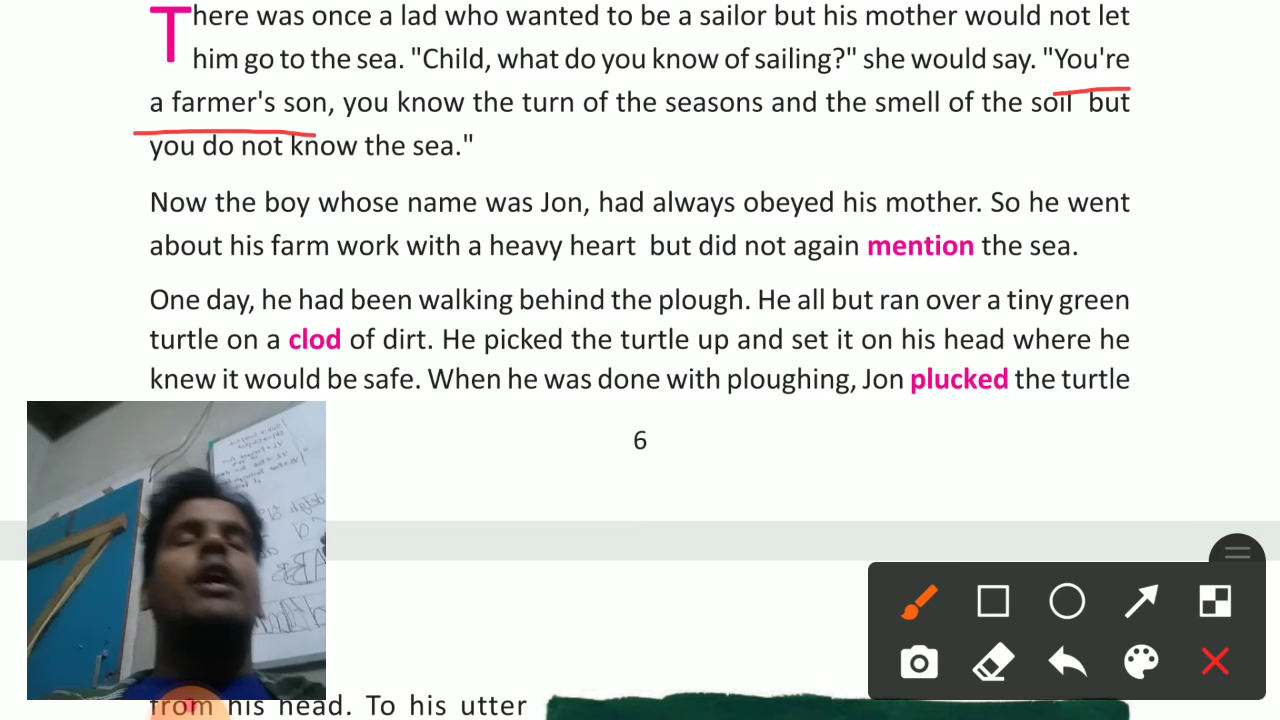 There was once a lad who wanted to be a sailor but his mother would not let
him go to the sea. "Child, what do you know of sailing?" she would say. "You're
a farmer's son, you know the turn of the seasons and the smell of the soil  but
you do not know the sea."
Now the boy whose name was Jon, had always obeyed his mother. So he went
about his farm work with a heavy heart  but did not again mention the sea.
One day, he had been walking behind the plough. He all but ran over a tiny green
turtle on a clod of dirt. He picked the turtle up and set it on his head where he
knew it would be safe. When he was done with ploughing, Jon plucked the turtle
6
from his head. To his utter